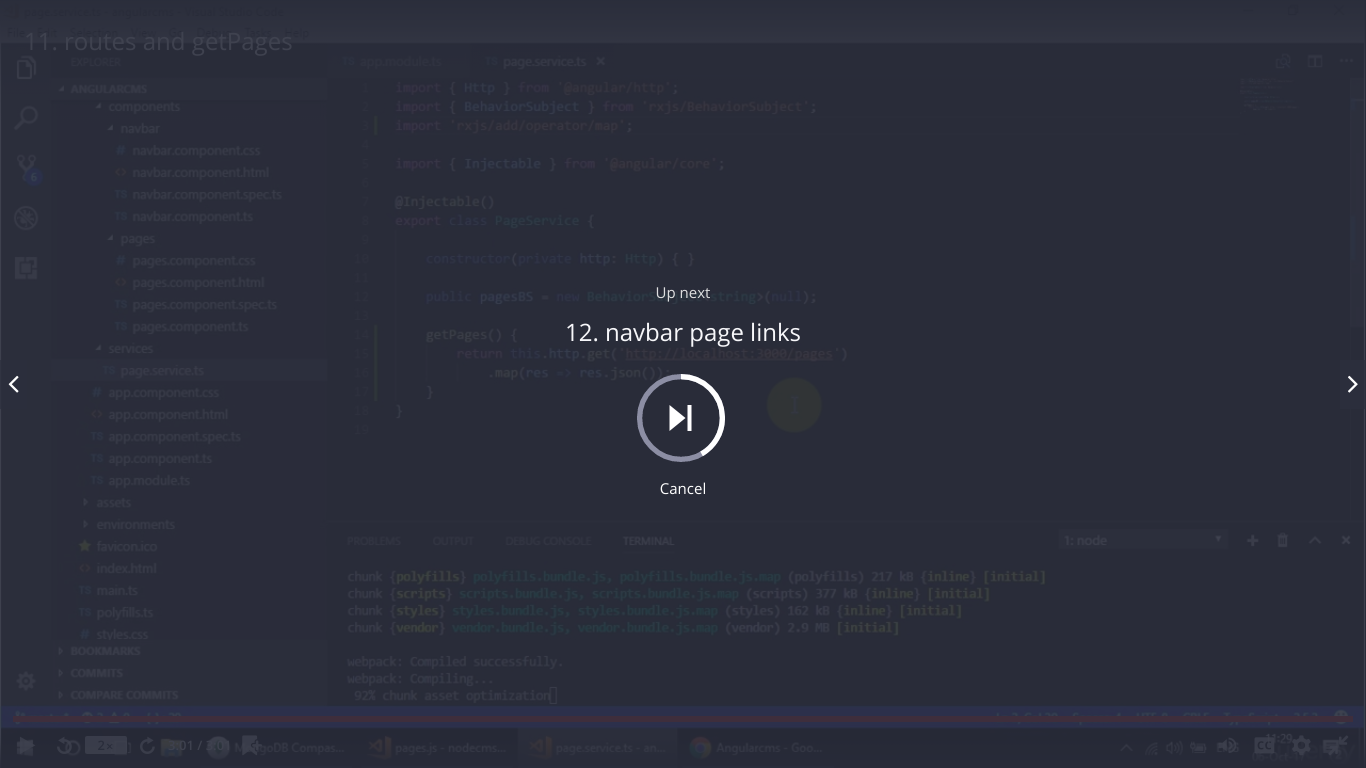 11. routes and getPages
EXPLORER
app.module.ts
page.service.ts ×
ANGULARCMS
components
navbar
navbar.component.css
navbar.component.html
navbar.component.spec.ts
navbar.component.ts
pages
pages.component.css
pages.component.html
pages.component.spec.ts
pages.component.ts
services
page.service.ts
app.component.css
app.component.html
app.component.spec.ts
app.component.ts
app.module.ts
assets
environments
favicon.ico
index.html
main.ts
polyfills.ts
styles.css
BOOKMARKS
COMMITS
COMPARE COMMITS
import { Http } from '@angular/http';
import { BehaviorSubject } from 'rxjs/BehaviorSubject';
import 'rxjs/add/operator/map';
import { Injectable } from '@angular/core';
@Injectable()
export class PageService {
constructor(private http: Http) { }
public pagesBS = new BehaviorS string>(null);
getPages() {
return this.http.get('http://localhost:3000/pages')
.map(res => res.json());
}
}
Up next
12. navbar page links
Cancel
PROBLEMS OUTPUT DEBUG CONSOLE TERMINAL 1: node
chunk {polyfills} polyfills.bundle.js, polyfills.bundle.js.map (polyfills) 217 kB {inline} [initial]
chunk {scripts} scripts.bundle.js, scripts.bundle.js.map (scripts) 377 kB {inline} [initial]
chunk {styles} styles.bundle.js, styles.bundle.js.map (styles) 162 kB {inline} [initial]
chunk {vendor} vendor.bundle.js, vendor.bundle.js.map (vendor) 2.9 MB [initial]
webpack: Compiled successfully.
webpack: Compiling...
92% chunk asset optimization
2x 3:01 / 3:01 pages.js - nodecms... page.service.ts - an... Angularcms - Goo... CC